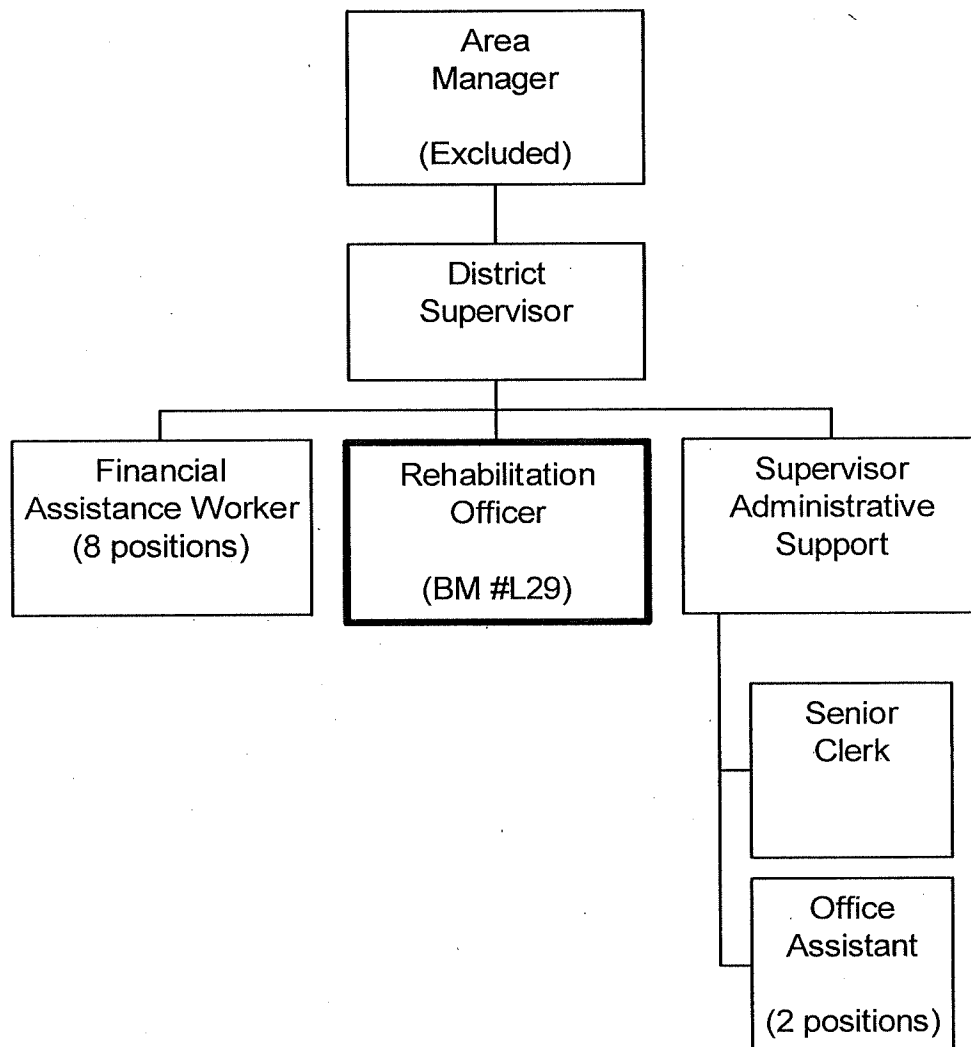 Area
Manager
(Excluded)
District
Supervisor
Financial
Assistance Worker
(8 positions)
Rehabilitation
Officer
(BM #L29)
Supervisor
Administrative
Support
Senior
Clerk
Office
Assistant
(2 positions)